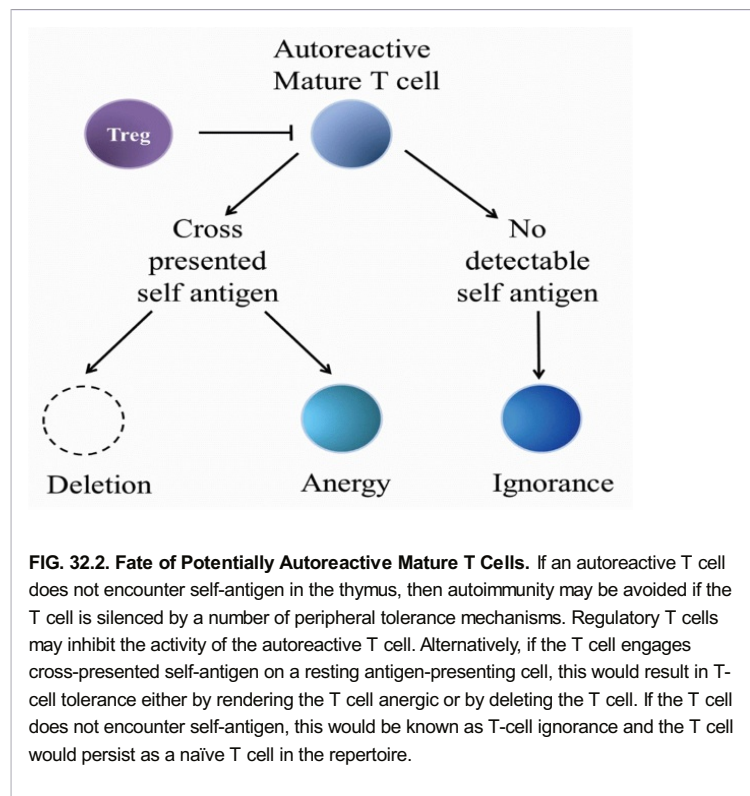 Autoreactive
Mature T cell
Treg
Cross
presented
self antigen
No
detectable
self antigen
Deletion
Anergy
Ignorance
FIG. 32.2. Fate of Potentially Autoreactive Mature T Cells. If an autoreactive T cell
does not encounter self-antigen in the thymus, then autoimmunity may be avoided if the
T cell is silenced by a number of peripheral tolerance mechanisms. Regulatory T cells
may inhibit the activity of the autoreactive T cell. Alternatively, if the T cell engages
cross-presented self-antigen on a resting antigen-presenting cell, this would result in T-
cell tolerance either by rendering the T cell anergic or by deleting the T cell. If the T cell
does not encounter self-antigen, this would be known as T-cell ignorance and the T cell
would persist as a naïve T cell in the repertoire.